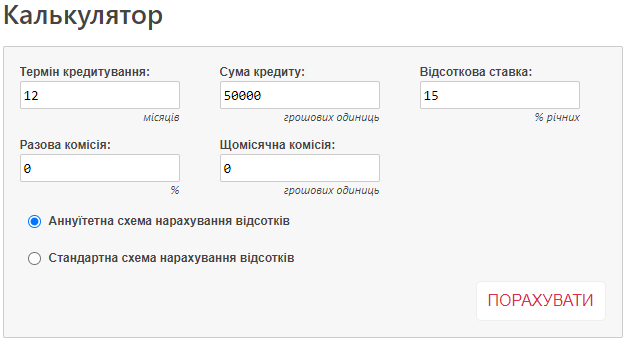 Калькулятор
Термін кредитування: Сума кредиту: Відсоткова ставка:
12 50000 15
місяців грошових одиниць % річних
Разова комісія: Щомісячна комісія:
0 0
% грошових одиниць
Аннуїтетна схема нарахування відсотків
Стандартна схема нарахування відсотків
ПОРАХУВАТИ